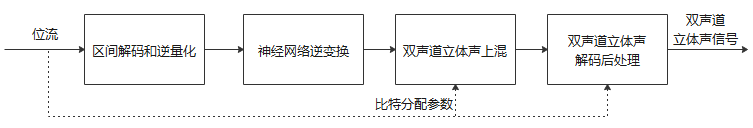 位流
区间解码和逆量化
神经网络逆变换
双声道立体声上混
双声道立体声
解码后处理
双声道
立体声信号
比特分配参数